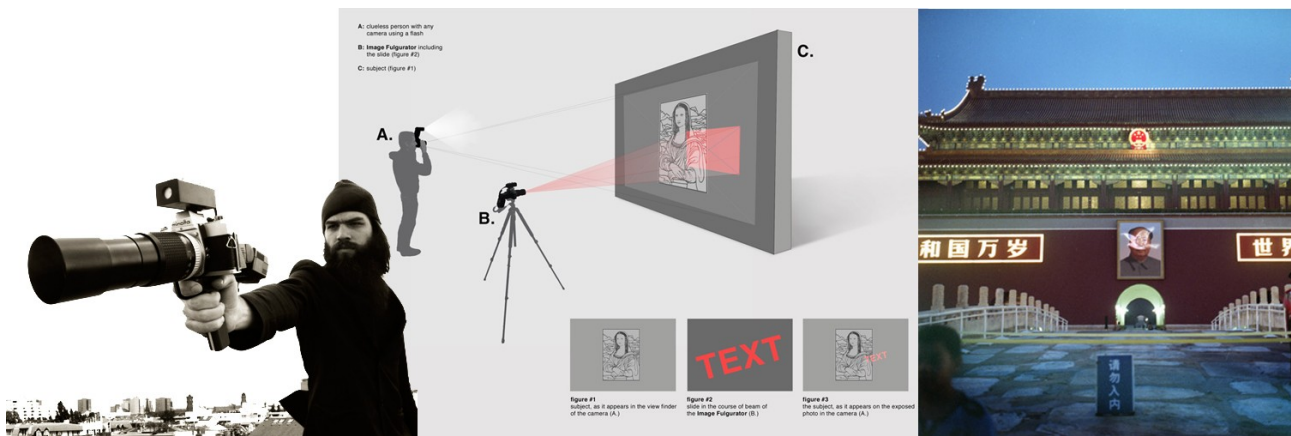 A: clueless person with any
camera using a flash
B: Image Fulgurator including
the slide (figure #2)
C: subject (figure #1)
A.
B.
C.
TEXT
TEXT
figure #1
subject, as it appears in the view finder
of the camera (A.)
figure #2
slide in the course of beam of
the Image Fulgurator (B.)
figure #3
the subject, as it appears on the exposed
photo in the camera (A.)
和国万岁
世界
请勿入内